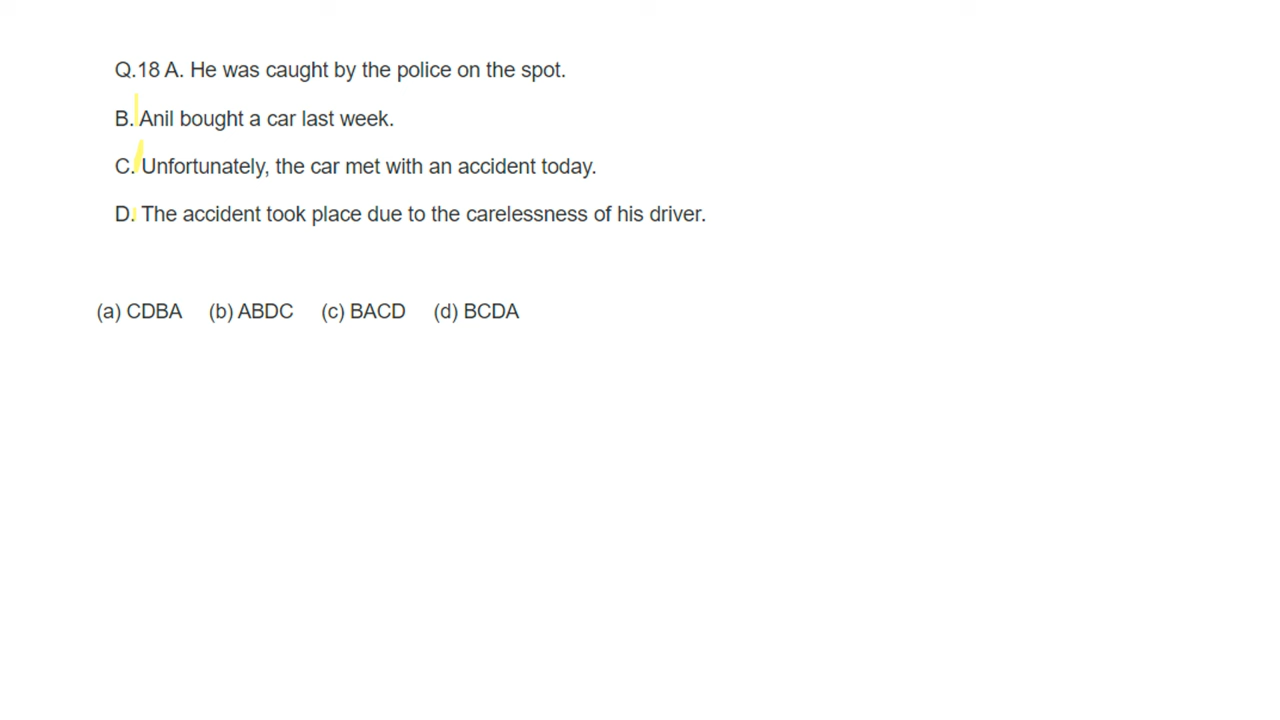 Q.18 A. He was caught by the police on the spot.
B. Anil bought a car last week.
C. Unfortunately, the car met with an accident today.
D. The accident took place due to the carelessness of his driver.
(a) CDBA (b) ABDC (c) BACD (d) BCDA